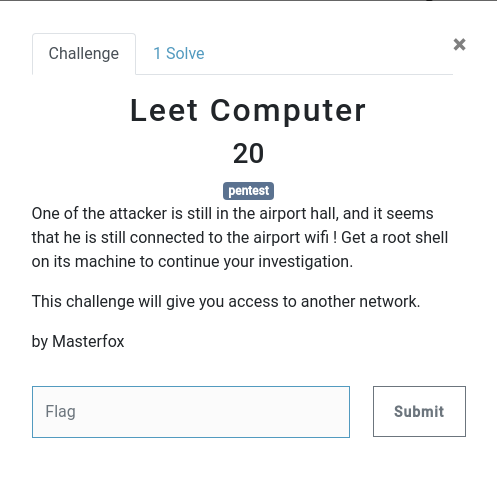 Challenge
1 Solve
×
Leet Computer
20
pentest
One of the attacker is still in the airport hall, and it seems
that he is still connected to the airport wifi ! Get a root shell
on its machine to continue your investigation.
This challenge will give you access to another network.
by Masterfox
Flag
Submit